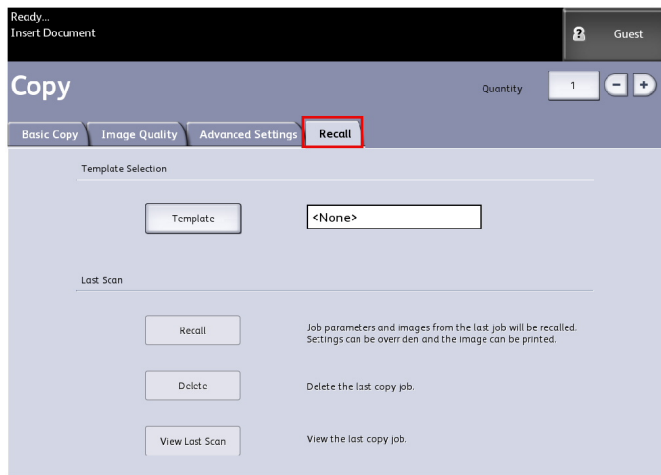 Ready...
Insert Document
Guest
Copy
Quantity
1
Basic Copy
Image Quality
Advanced Settings
Recall
Template Selection
Template
<None>
Last Scan
Recall
Job parameters and images from the last job will be recalled.
Settings can be overr den and the image can be printed.
Delete
Delete the last copy job.
View Last Scan
View the last copy job.